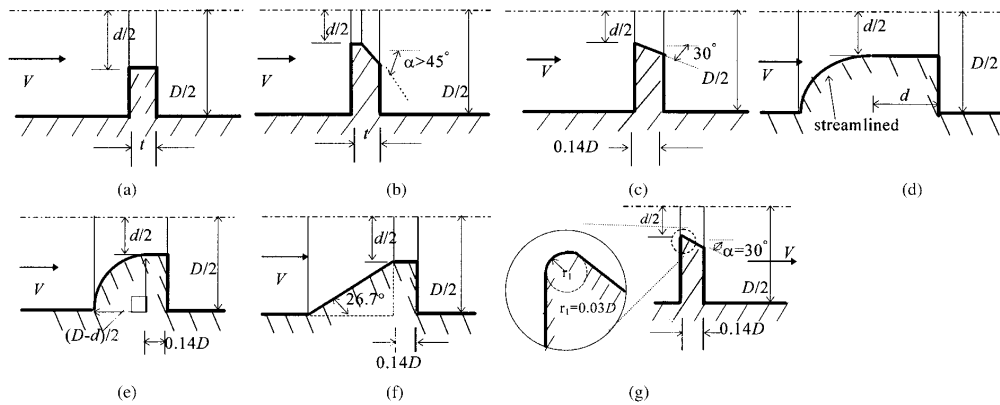 d/2
D/2
V
t
(a)
d/2
α>45°
D/2
V
t
(b)
d/2
30°
D/2
V
0.14D
(c)
d/2
D/2
V
d
streamlined
(d)
d/2
D/2
V
(D-d)/2
0.14D
(e)
d/2
D/2
V
26.7°
0.14D
(f)
d/2
α=30°
V
D/2
r₁
r₁=0.03D
0.14D
(g)